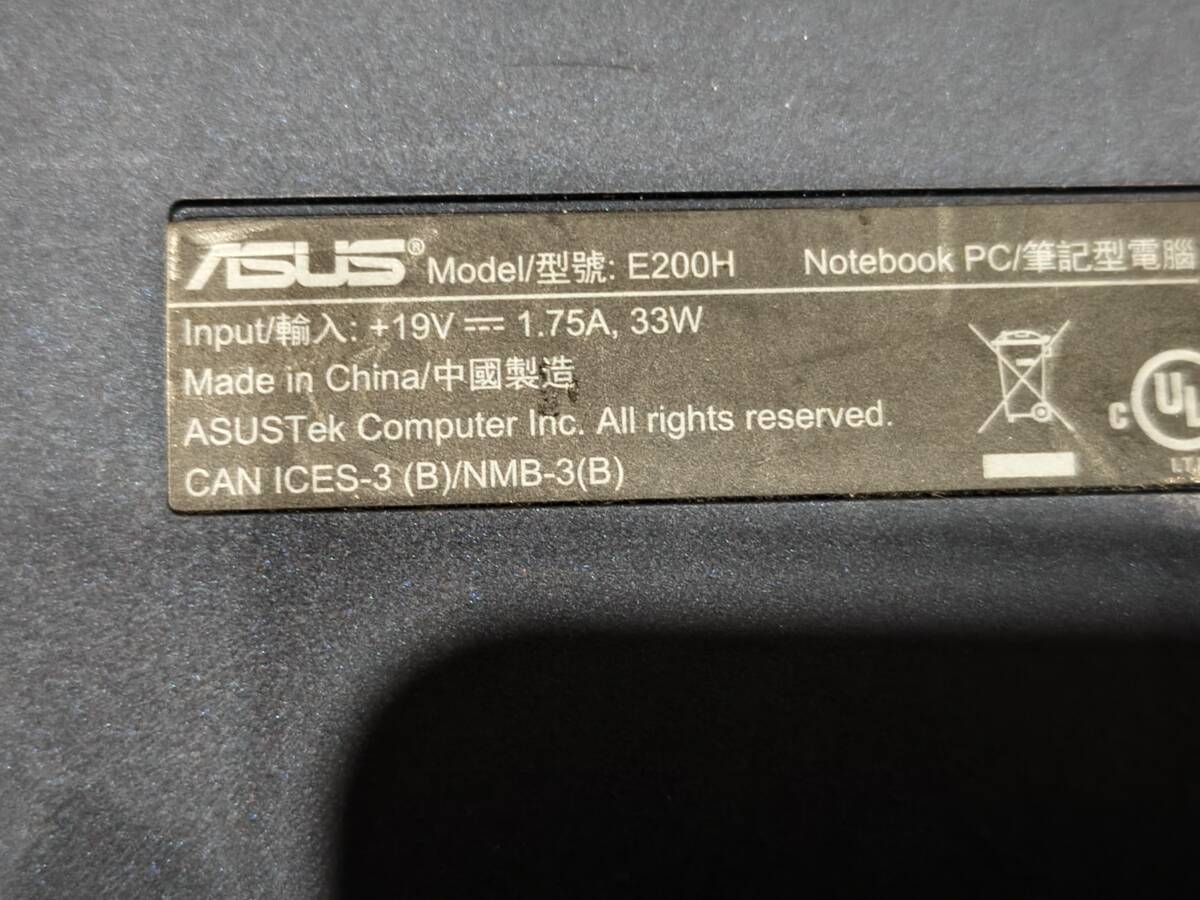 ASUS® Model/型號: E200H Notebook PC/筆記型電腦
Input/輸入: +19V ⎓ 1.75A, 33W
Made in China/中國製造
ASUSTek Computer Inc. All rights reserved.
CAN ICES-3 (B)/NMB-3(B)
C UL